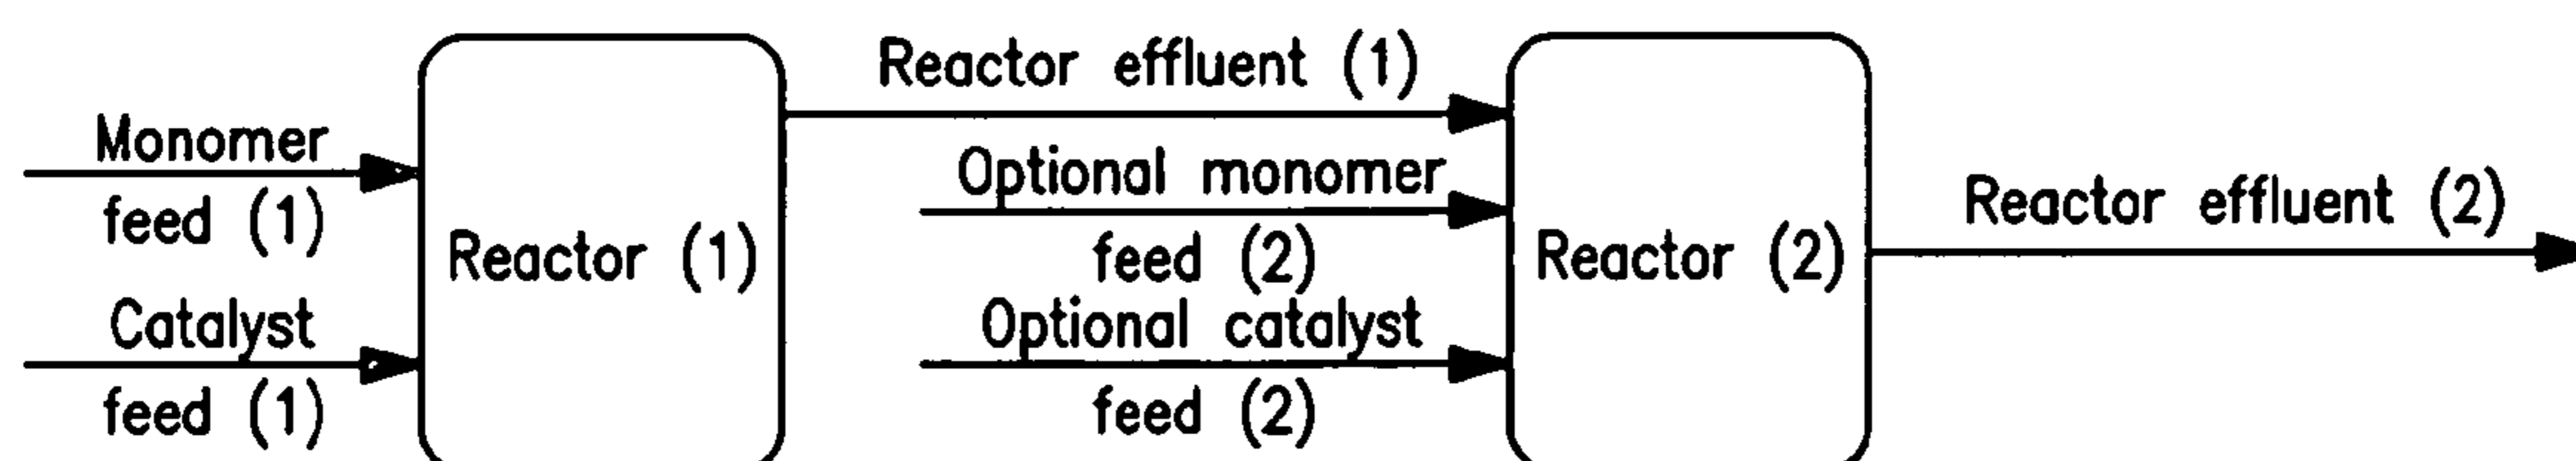 Monomer
feed (1)
Catalyst
feed (1)
Reactor (1)
Reactor effluent (1)
Optional monomer
feed (2)
Optional catalyst
feed (2)
Reactor (2)
Reactor effluent (2)